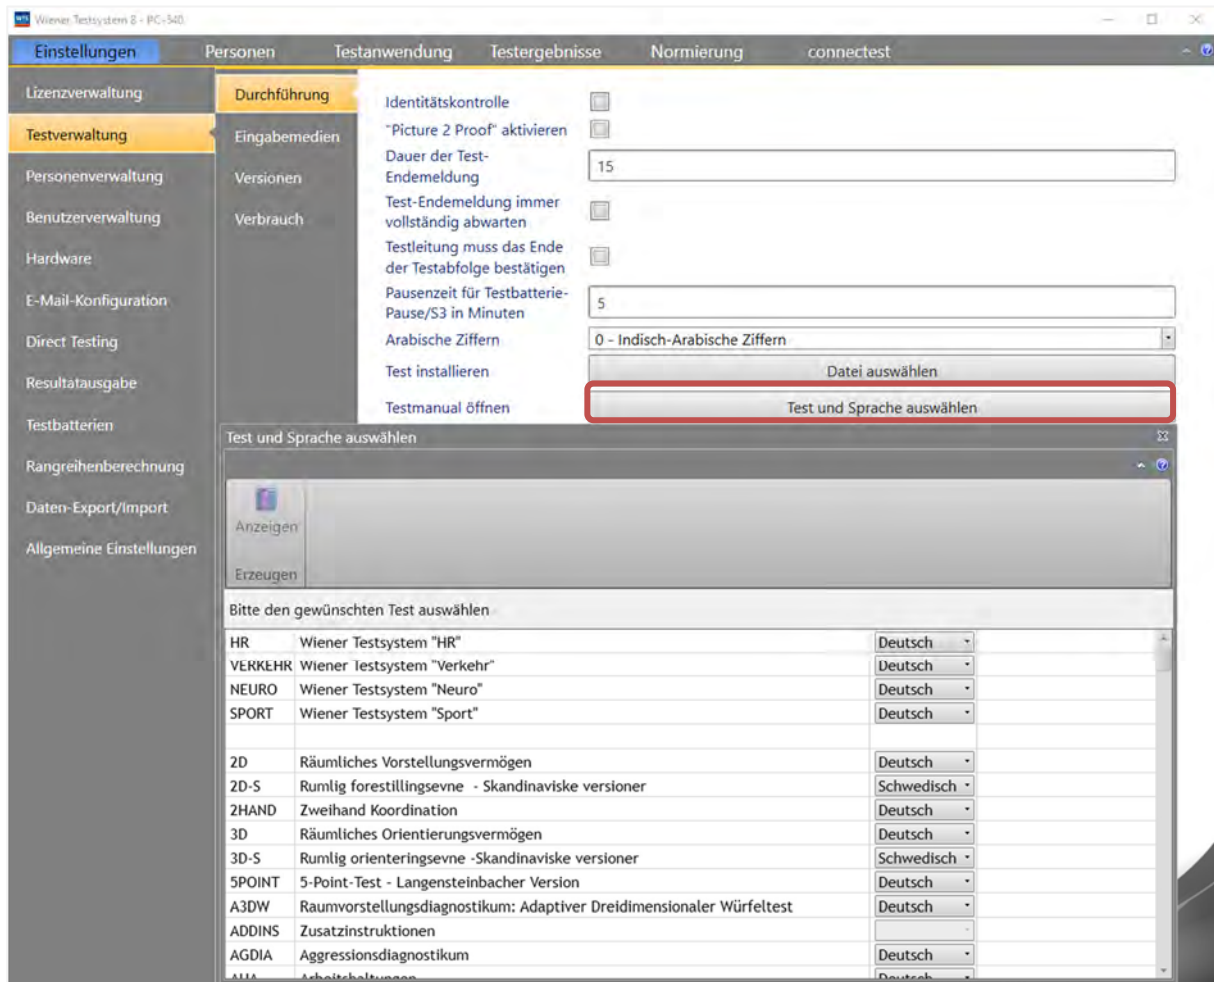 WTS Wiener Testsystem 8 - PC-540
Einstellungen Personen Testanwendung Testergebnisse Normierung connectest
Lizenzverwaltung
Testverwaltung
Personenverwaltung
Benutzerverwaltung
Hardware
E-Mail-Konfiguration
Direct Testing
Resultatausgabe
Testbatterien
Rangreihenberechnung
Daten-Export/Import
Allgemeine Einstellungen
Durchführung
Eingabemedien
Versionen
Verbrauch
Identitätskontrolle
"Picture 2 Proof" aktivieren
Dauer der Test-
Endemeldung 15
Test-Endemeldung immer
vollständig abwarten
Testleitung muss das Ende
der Testabfolge bestätigen
Pausenzeit für Testbatterie-
Pause/S3 in Minuten 5
Arabische Ziffern 0 - Indisch-Arabische Ziffern
Test installieren Datei auswählen
Testmanual öffnen Test und Sprache auswählen
Test und Sprache auswählen
Anzeigen
Erzeugen
Bitte den gewünschten Test auswählen
HR Wiener Testsystem "HR" Deutsch
VERKEHR Wiener Testsystem "Verkehr" Deutsch
NEURO Wiener Testsystem "Neuro" Deutsch
SPORT Wiener Testsystem "Sport" Deutsch
2D Räumliches Vorstellungsvermögen Deutsch
2D-S Rumlig forestillingsevne - Skandinaviske versioner Schwedisch
2HAND Zweihand Koordination Deutsch
3D Räumliches Orientierungsvermögen Deutsch
3D-S Rumlig orienteringsevne -Skandinaviske versioner Schwedisch
5POINT 5-Point-Test - Langensteinbacher Version Deutsch
A3DW Raumvorstellungsdiagnostikum: Adaptiver Dreidimensionaler Würfeltest Deutsch
ADDINS Zusatzinstruktionen
AGDIA Aggressionsdiagnostikum Deutsch
AHA Arbeitshaltungen Deutsch